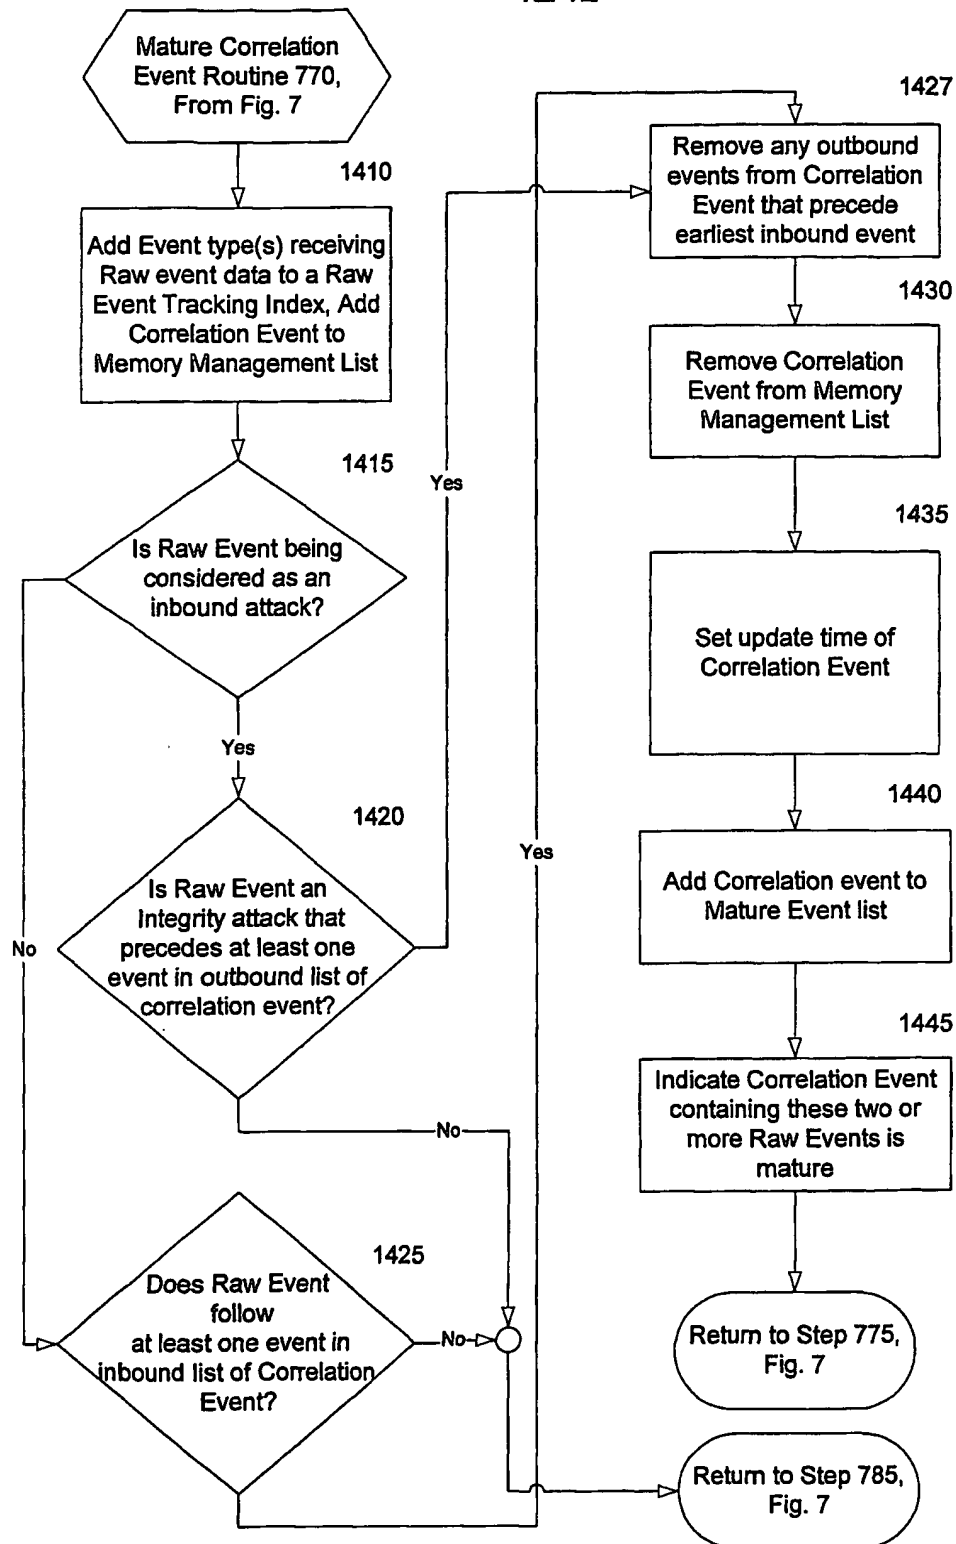 Mature Correlation
Event Routine 770,
From Fig. 7
1410
Add Event type(s) receiving
Raw event data to a Raw
Event Tracking Index, Add
Correlation Event to
Memory Management List
1415
Is Raw Event being
considered as an
inbound attack?
Yes
No
1420
Is Raw Event an
Integrity attack that
precedes at least one
event in outbound list of
correlation event?
Yes
No
1425
Does Raw Event
follow
at least one event in
inbound list of Correlation
Event?
No
Yes
1427
Remove any outbound
events from Correlation
Event that precede
earliest inbound event
1430
Remove Correlation
Event from Memory
Management List
1435
Set update time of
Correlation Event
1440
Add Correlation event to
Mature Event list
1445
Indicate Correlation Event
containing these two or
more Raw Events is
mature
Return to Step 775,
Fig. 7
Return to Step 785,
Fig. 7